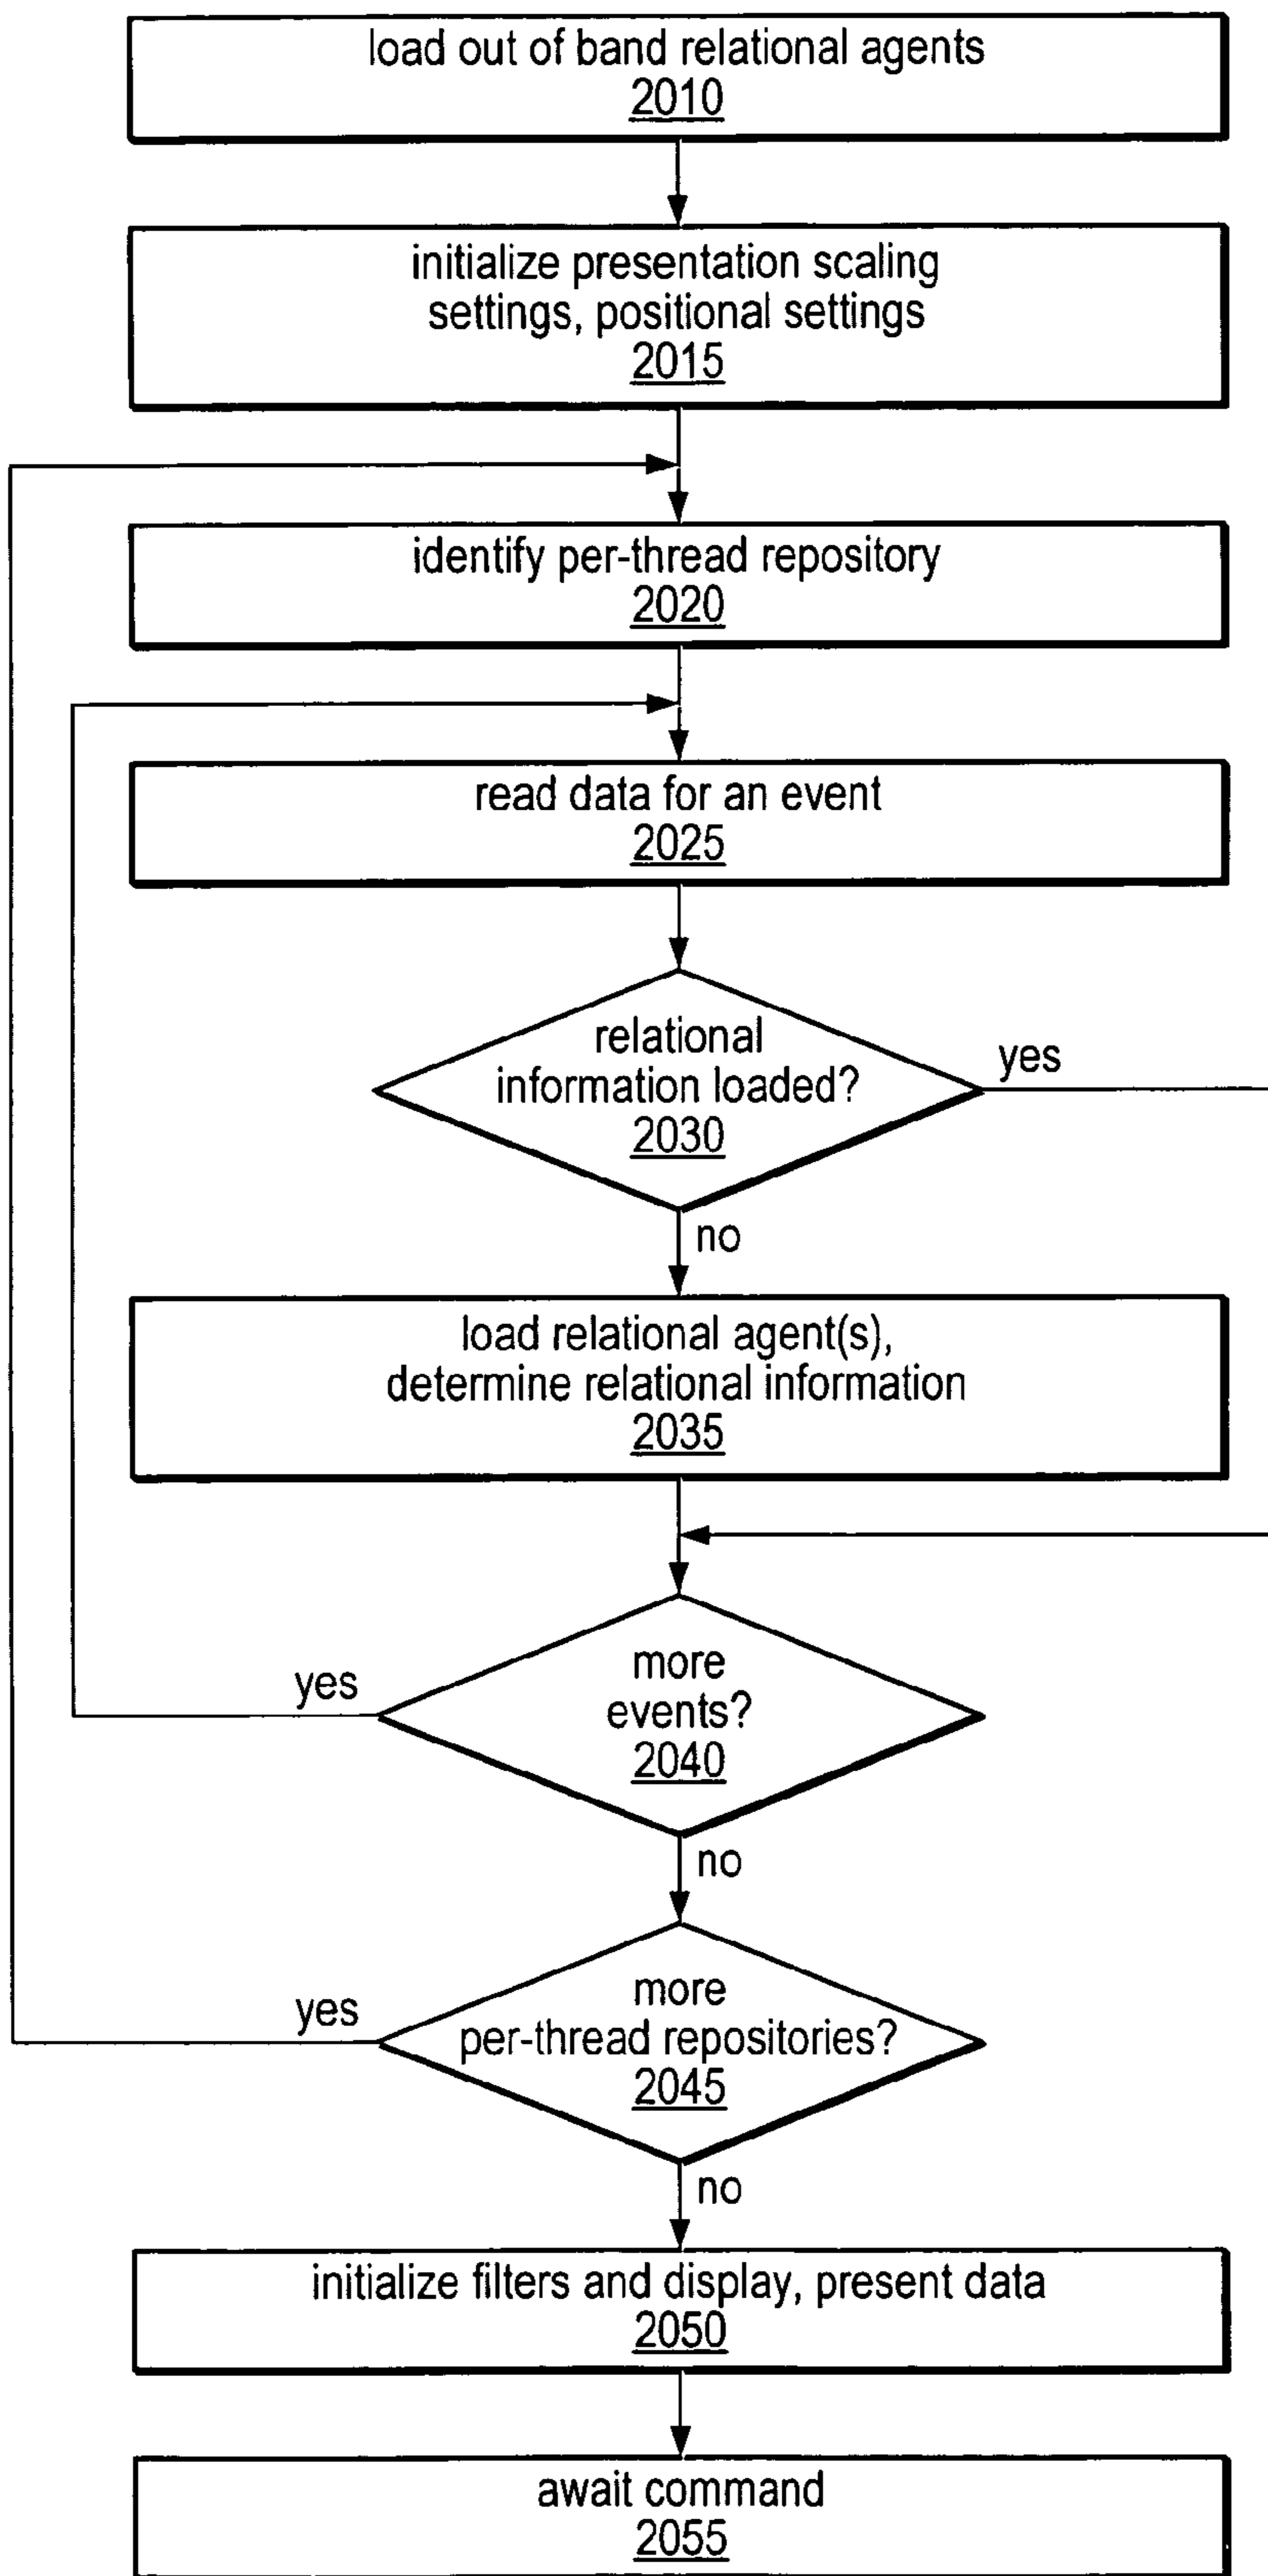 load out of band relational agents
2010
initialize presentation scaling
settings, positional settings
2015
identify per-thread repository
2020
read data for an event
2025
relational
information loaded?
2030
yes
no
load relational agent(s),
determine relational information
2035
more
events?
2040
yes
no
more
per-thread repositories?
2045
yes
no
initialize filters and display, present data
2050
await command
2055